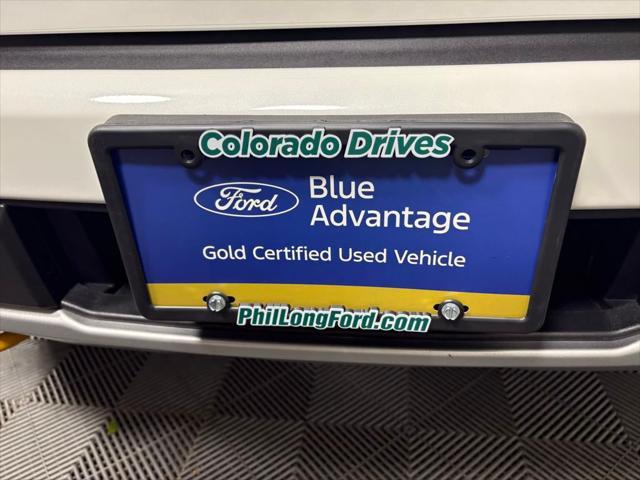 Colorado Drives
Ford
Blue
Advantage
Gold Certified Used Vehicle
PhilLongFord.com